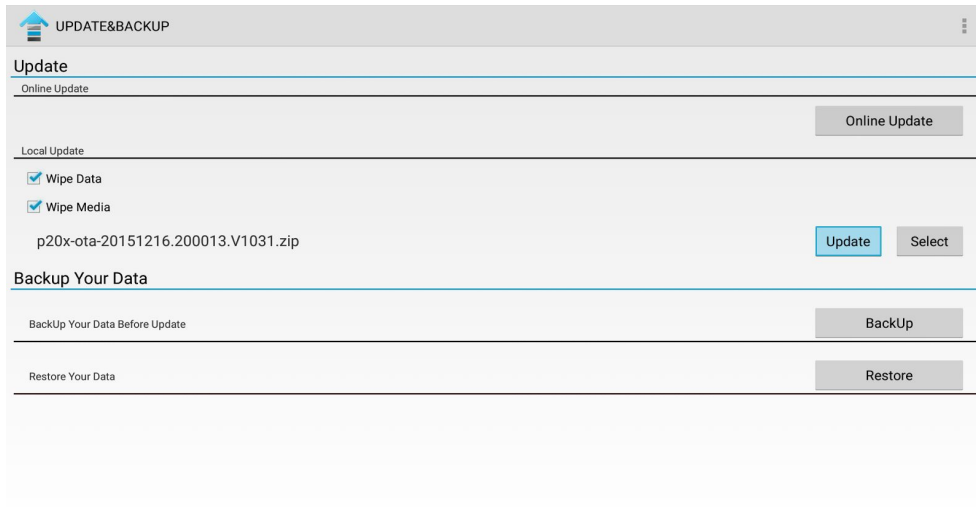 UPDATE&BACKUP
Update
Online Update
Online Update
Local Update
Wipe Data
Wipe Media
p20x-ota-20151216.200013.V1031.zip
Update
Select
Backup Your Data
BackUp Your Data Before Update
BackUp
Restore Your Data
Restore